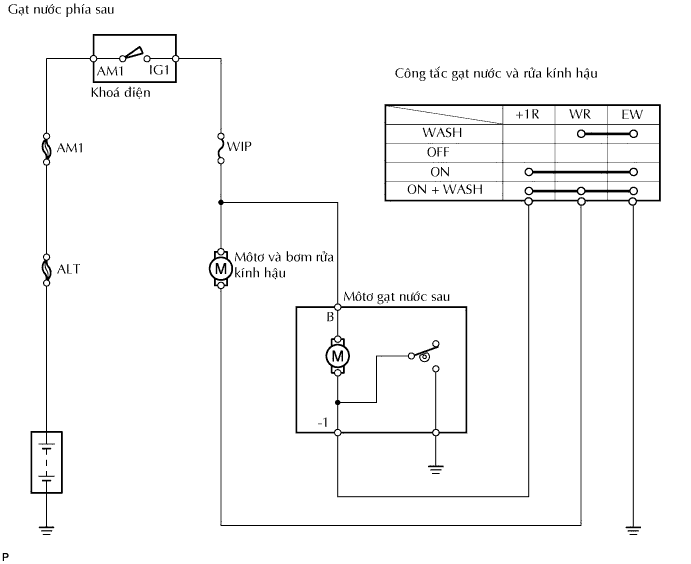 Gạt nước phía sau
AM1 IG1
Khoá điện
Công tắc gạt nước và rửa kính hậu
+1R WR EW
WASH
OFF
ON
ON + WASH
AM1
WIP
ALT
Môtơ và bơm rửa
kính hậu
M
Môtơ gạt nước sau
B
M
-1
P